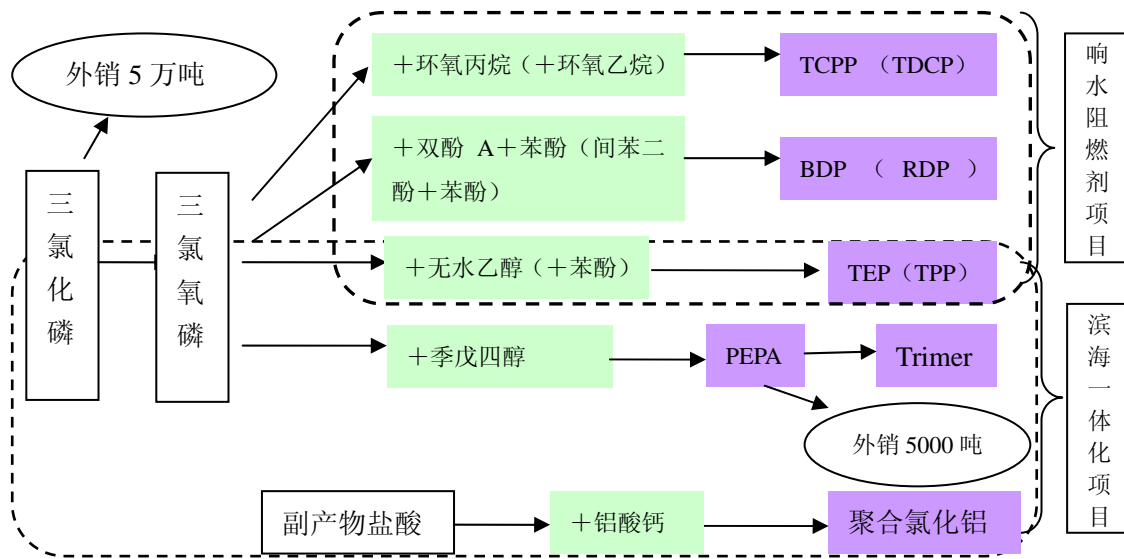 外销 5 万吨
三氯化磷
三氯氧磷
＋环氧丙烷（＋环氧乙烷）
TCPP （TDCP）
＋双酚 A＋苯酚（间苯二
酚＋苯酚）
BDP （ RDP ）
＋无水乙醇（＋苯酚）
TEP（TPP）
＋季戊四醇
PEPA
Trimer
外销 5000 吨
副产物盐酸
＋铝酸钙
聚合氯化铝
响水阻燃剂项目
滨海一体化项目